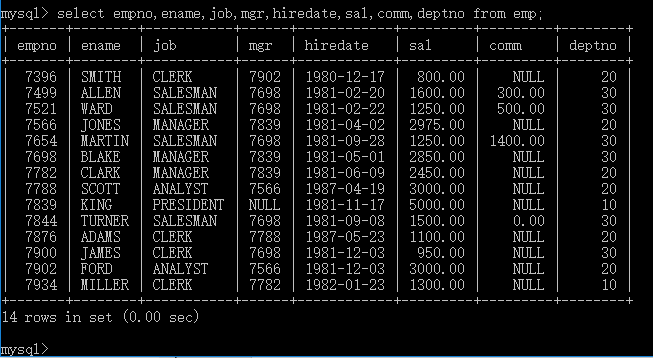 mysql> select empno,ename,job,mgr,hiredate,sal,comm,deptno from emp;
+-------+--------+-----------+------+------------+---------+---------+--------+
| empno | ename | job | mgr | hiredate | sal | comm | deptno |
+-------+--------+-----------+------+------------+---------+---------+--------+
| 7396 | SMITH | CLERK | 7902 | 1980-12-17 | 800.00 | NULL | 20 |
| 7499 | ALLEN | SALESMAN | 7698 | 1981-02-20 | 1600.00 | 300.00 | 30 |
| 7521 | WARD | SALESMAN | 7698 | 1981-02-22 | 1250.00 | 500.00 | 30 |
| 7566 | JONES | MANAGER | 7839 | 1981-04-02 | 2975.00 | NULL | 20 |
| 7654 | MARTIN | SALESMAN | 7698 | 1981-09-28 | 1250.00 | 1400.00 | 30 |
| 7698 | BLAKE | MANAGER | 7839 | 1981-05-01 | 2850.00 | NULL | 30 |
| 7782 | CLARK | MANAGER | 7839 | 1981-06-09 | 2450.00 | NULL | 20 |
| 7788 | SCOTT | ANALYST | 7566 | 1987-04-19 | 3000.00 | NULL | 20 |
| 7839 | KING | PRESIDENT | NULL | 1981-11-17 | 5000.00 | NULL | 10 |
| 7844 | TURNER | SALESMAN | 7698 | 1981-09-08 | 1500.00 | 0.00 | 30 |
| 7876 | ADAMS | CLERK | 7788 | 1987-05-23 | 1100.00 | NULL | 20 |
| 7900 | JAMES | CLERK | 7698 | 1981-12-03 | 950.00 | NULL | 30 |
| 7902 | FORD | ANALYST | 7566 | 1981-12-03 | 3000.00 | NULL | 20 |
| 7934 | MILLER | CLERK | 7782 | 1982-01-23 | 1300.00 | NULL | 10 |
+-------+--------+-----------+------+------------+---------+---------+--------+
14 rows in set (0.00 sec)
mysql>